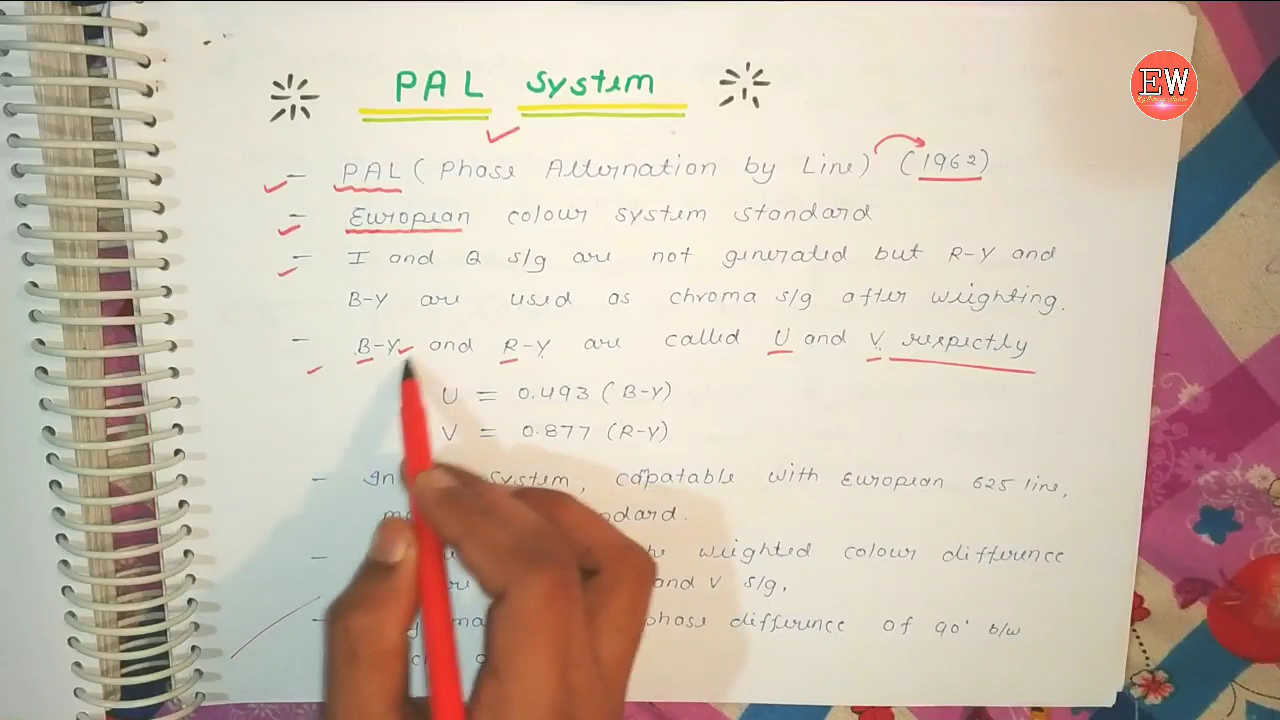 PAL System
EW
- PAL (Phase Alternation by Line) (1962)
- European colour system standard
- I and Q s/g are not generated but R-Y and
B-Y are used as chroma s/g after weighting.
- B-Y and R-Y are called U and V respectly
U = 0.493 (B-Y)
V = 0.877 (R-Y)
- In system, capatable with European 625 line,
- weighted colour difference
and V s/g,
- phase difference of 90° b/w